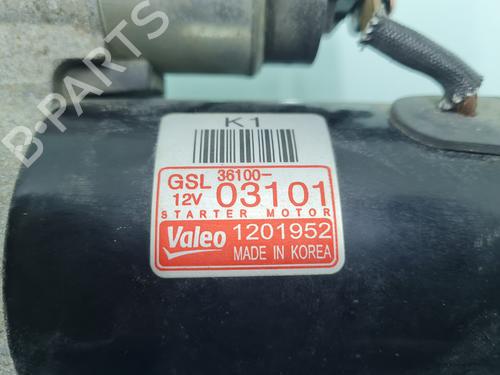 B-PARTS
K1
GSL 36100-
12V 03101
STARTER MOTOR
Valeo 1201952
MADE IN KOREA